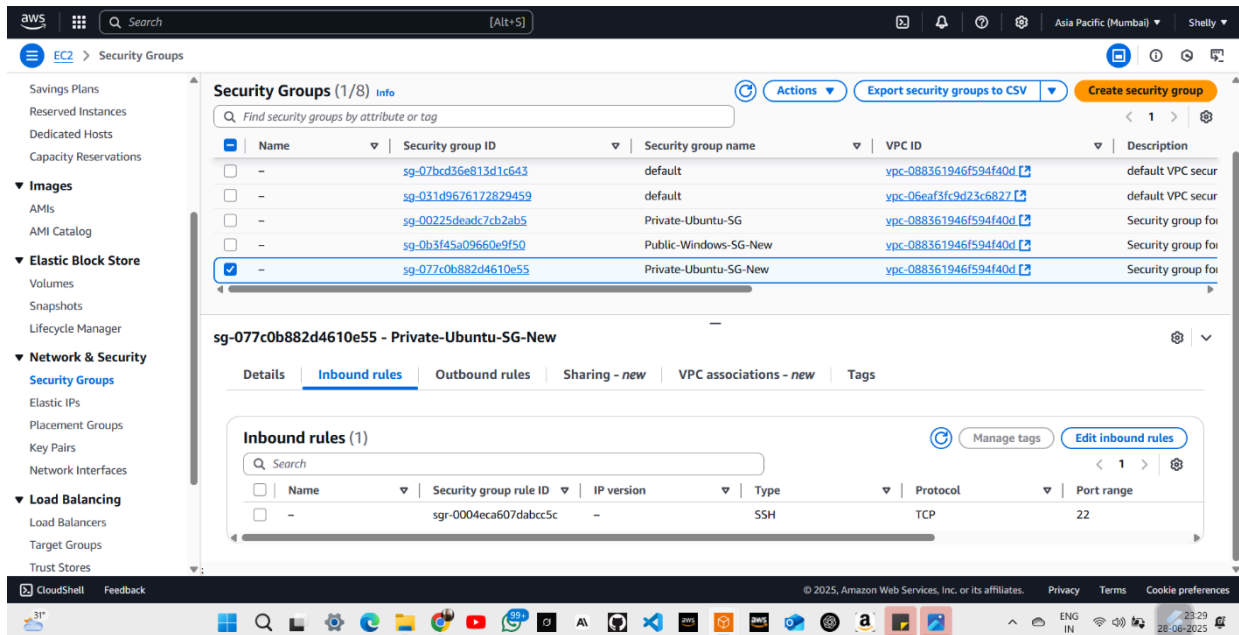 aws Search [Alt+S] Asia Pacific (Mumbai) ▼ Shelly ▼
EC2 > Security Groups
Savings Plans
Reserved Instances
Dedicated Hosts
Capacity Reservations
▼ Images
AMIs
AMI Catalog
▼ Elastic Block Store
Volumes
Snapshots
Lifecycle Manager
▼ Network & Security
Security Groups
Elastic IPs
Placement Groups
Key Pairs
Network Interfaces
▼ Load Balancing
Load Balancers
Target Groups
Trust Stores
Security Groups (1/8) Info Actions ▼ Export security groups to CSV ▼ Create security group
Find security groups by attribute or tag < 1 >
Name Security group ID Security group name VPC ID Description
– sg-07bcd36e813d1c643 default vpc-088361946f594f40d default VPC secur
– sg-031d9676172829459 default vpc-06eaf3fc9d23c6827 default VPC secur
– sg-00225deadc7cb2ab5 Private-Ubuntu-SG vpc-088361946f594f40d Security group for
– sg-0b3f45a09660e9f50 Public-Windows-SG-New vpc-088361946f594f40d Security group for
– sg-077c0b882d4610e55 Private-Ubuntu-SG-New vpc-088361946f594f40d Security group for
sg-077c0b882d4610e55 - Private-Ubuntu-SG-New
Details Inbound rules Outbound rules Sharing - new VPC associations - new Tags
Inbound rules (1) Manage tags Edit inbound rules
Search < 1 >
Name Security group rule ID IP version Type Protocol Port range
– sgr-0004eca607dabcc5c – SSH TCP 22
CloudShell Feedback © 2025, Amazon Web Services, Inc. or its affiliates. Privacy Terms Cookie preferences
31° 99+ ENG 23:29
IN 28-06-2025